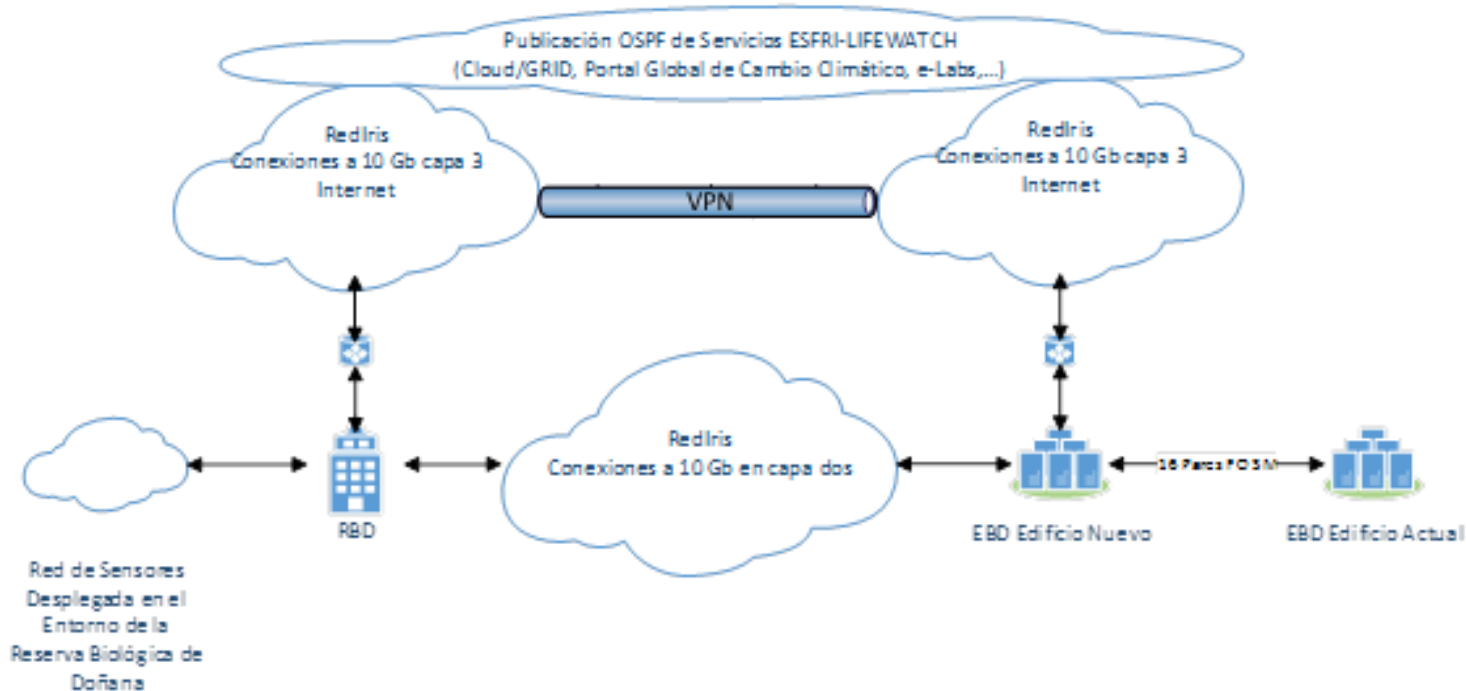 Publicación OSPF de Servicios ESFRI-LIFEWATCH
(Cloud/GRID, Portal Global de Cambio Climático, e-Labs,...)
RedIris
Conexiones a 10 Gb capa 3
Internet
RedIris
Conexiones a 10 Gb capa 3
Internet
VPN
RedIris
Conexiones a 10 Gb en capa dos
16 Pares FO SM
RBD
EBD Edificio Nuevo
EBD Edificio Actual
Red de Sensores
Desplegada en el
Entorno de la
Reserva Biológica de
Doñana